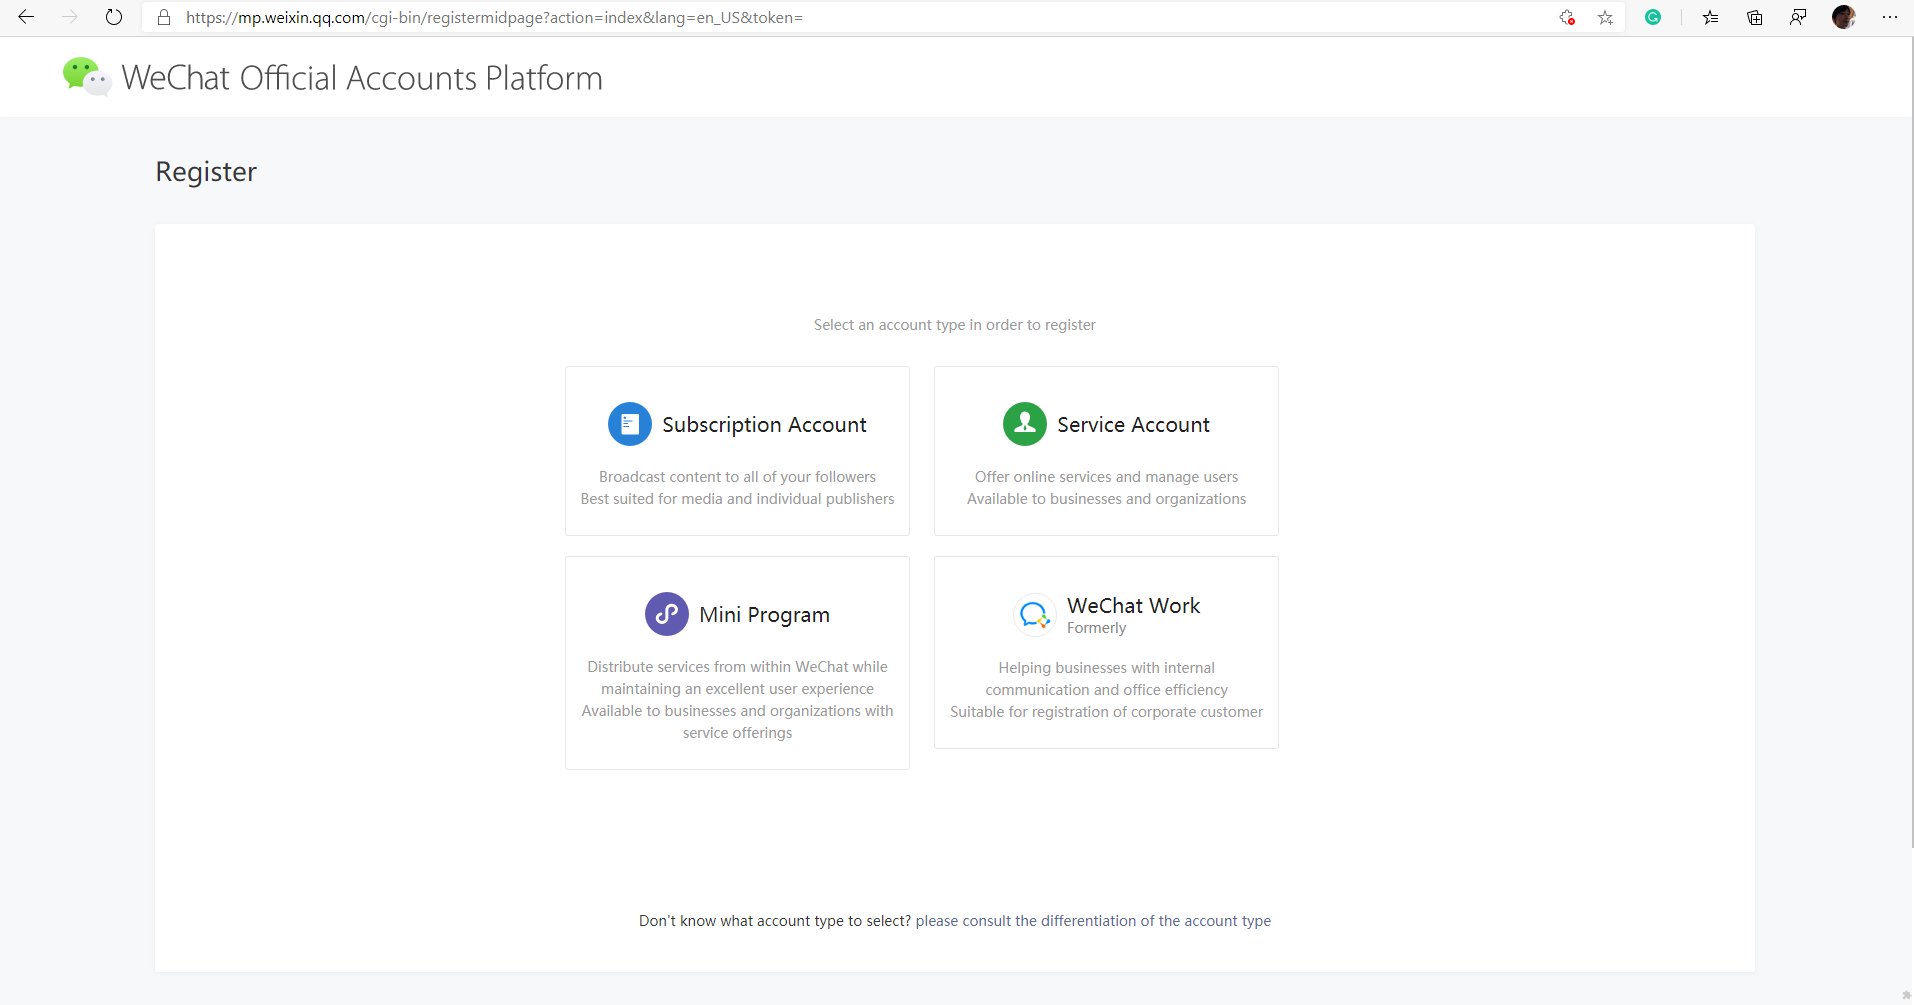 https://mp.weixin.qq.com/cgi-bin/registermidpage?action=index&lang=en_US&token=
WeChat Official Accounts Platform
Register
Select an account type in order to register
Subscription Account
Broadcast content to all of your followers
Best suited for media and individual publishers
Service Account
Offer online services and manage users
Available to businesses and organizations
Mini Program
Distribute services from within WeChat while
maintaining an excellent user experience
Available to businesses and organizations with
service offerings
WeChat Work
Formerly
Helping businesses with internal
communication and office efficiency
Suitable for registration of corporate customer
Don't know what account type to select? please consult the differentiation of the account type